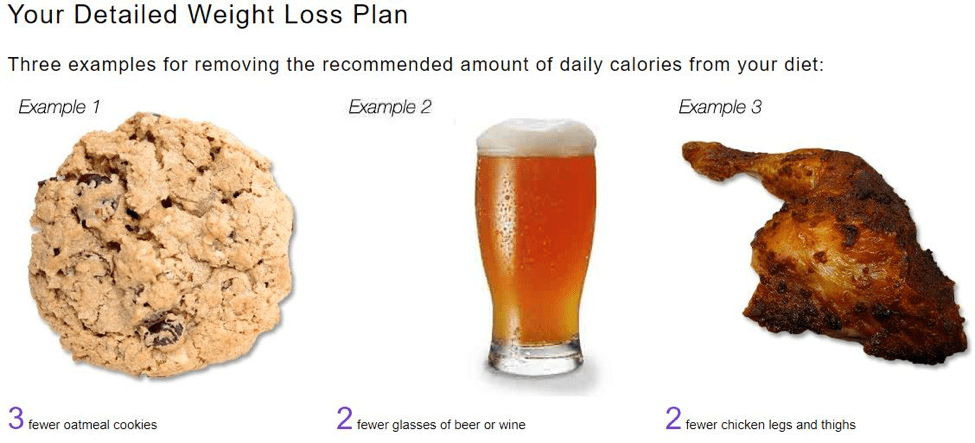 Your Detailed Weight Loss Plan
Three examples for removing the recommended amount of daily calories from your diet:
Example 1
Example 2
Example 3
3 fewer oatmeal cookies
2 fewer glasses of beer or wine
2 fewer chicken legs and thighs